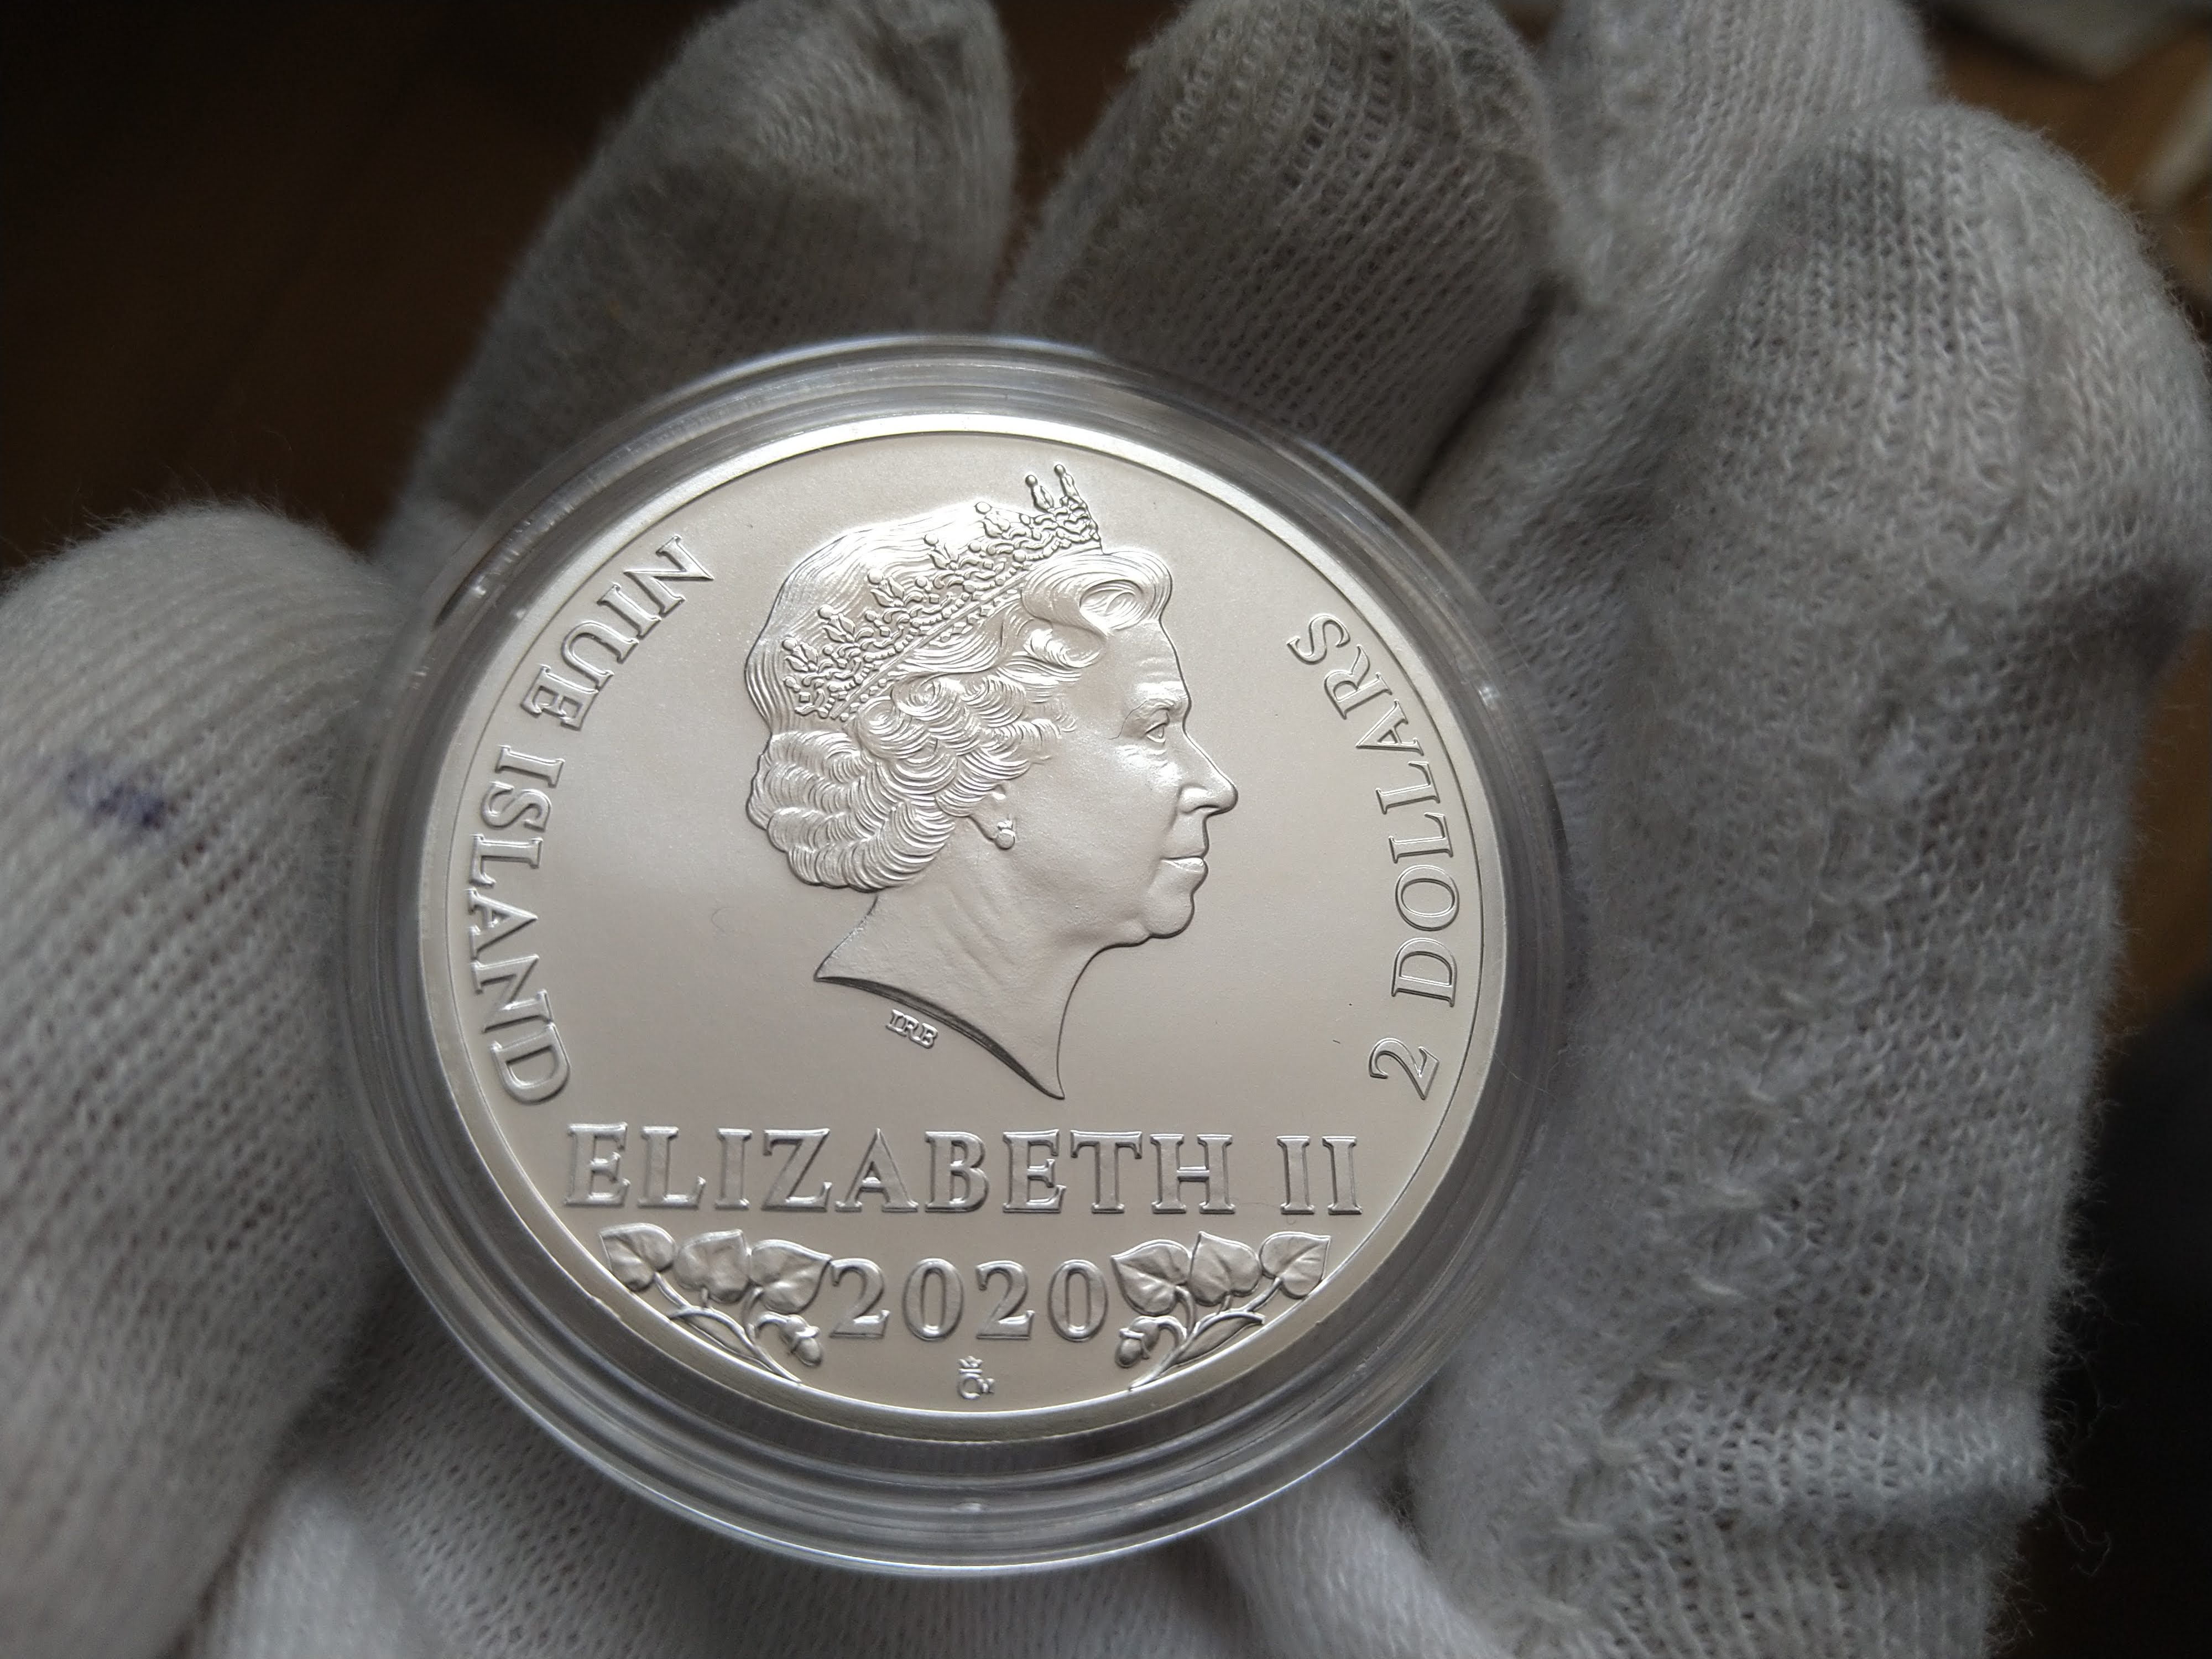 NIUE ISLAND
2 DOLLARS
IRB
ELIZABETH II
2020